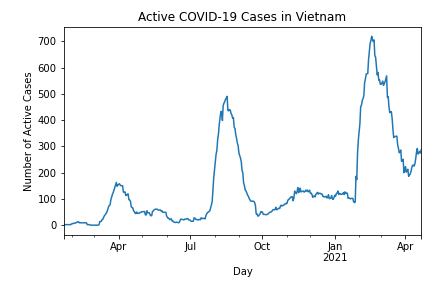 Active COVID-19 Cases in Vietnam
Number of Active Cases
700
600
500
400
300
200
100
0
Apr
Jul
Oct
Jan
2021
Apr
Day